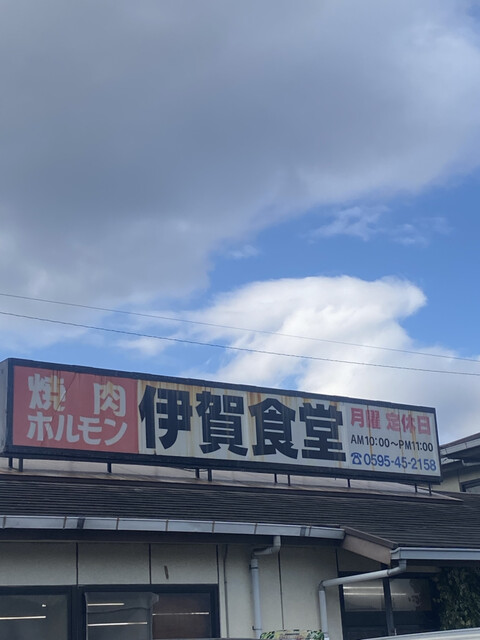 焼肉
ホルモン
伊賀食堂
月曜 定休日
AM10:00～PM11:00
☎0595-45-2158